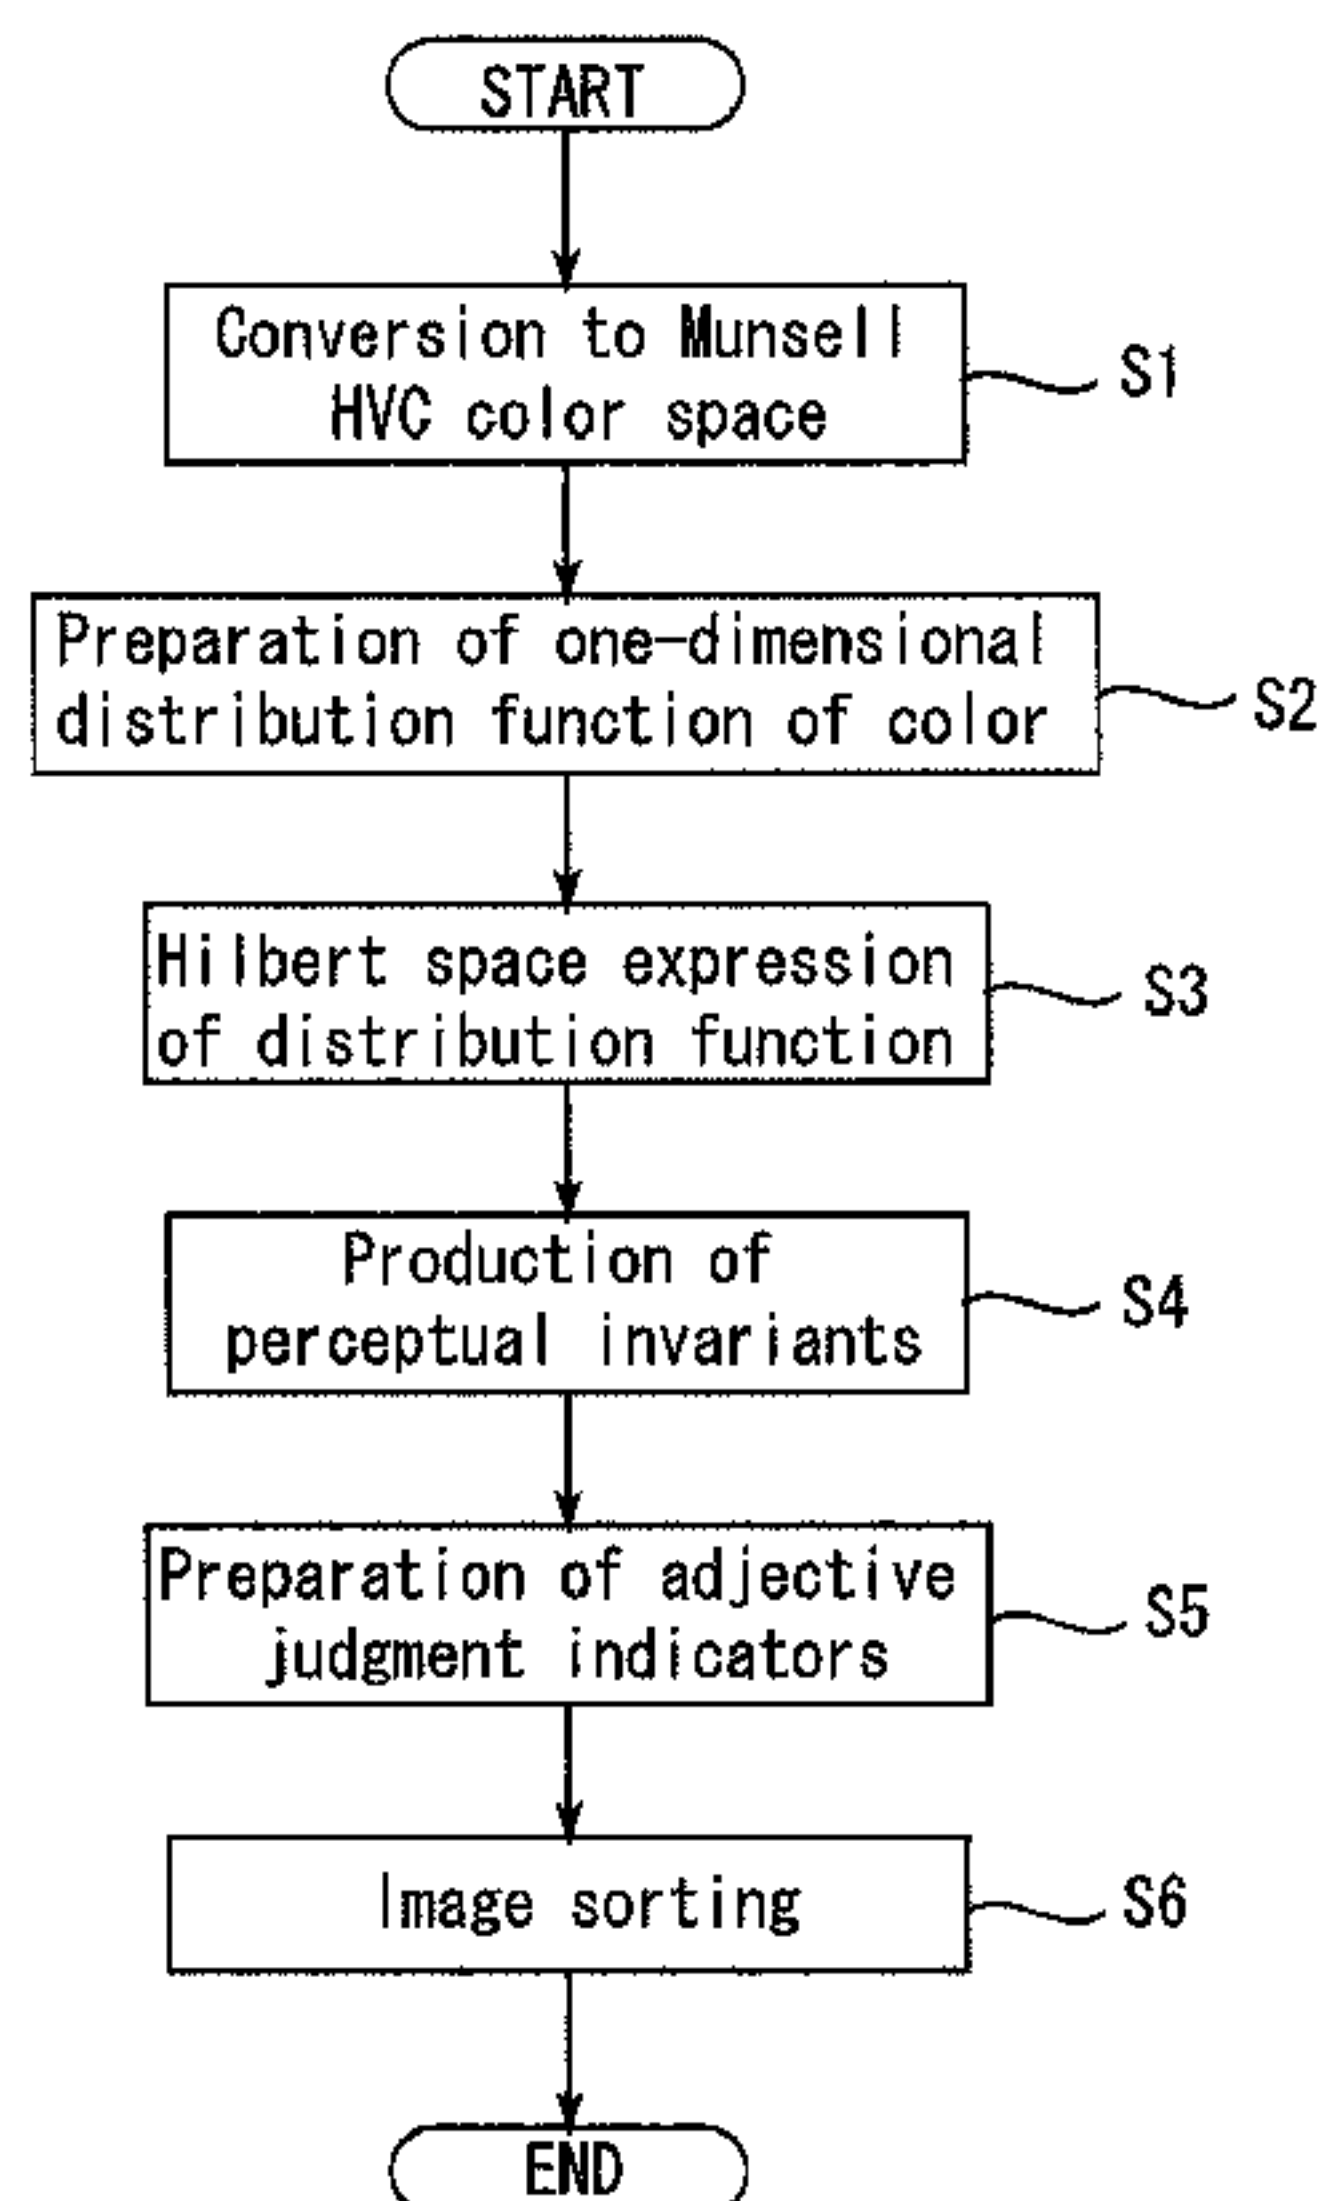 START
Conversion to Munsell
HVC color space
S1
Preparation of one-dimensional
distribution function of color
S2
Hilbert space expression
of distribution function
S3
Production of
perceptual invariants
S4
Preparation of adjective
judgment indicators
S5
Image sorting
S6
END